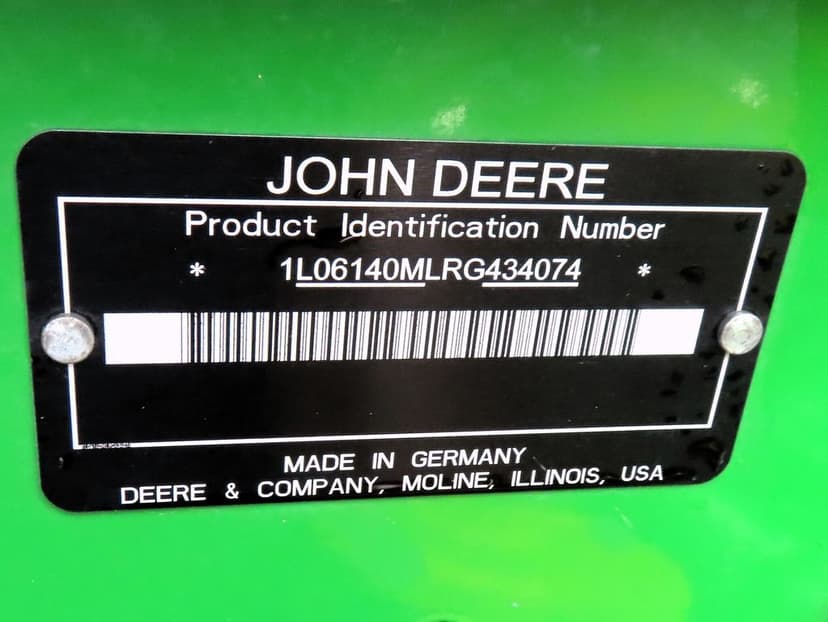 JOHN DEERE
Product Identification Number
* 1L06140MLRG434074 *
MADE IN GERMANY
DEERE & COMPANY, MOLINE, ILLINOIS, USA